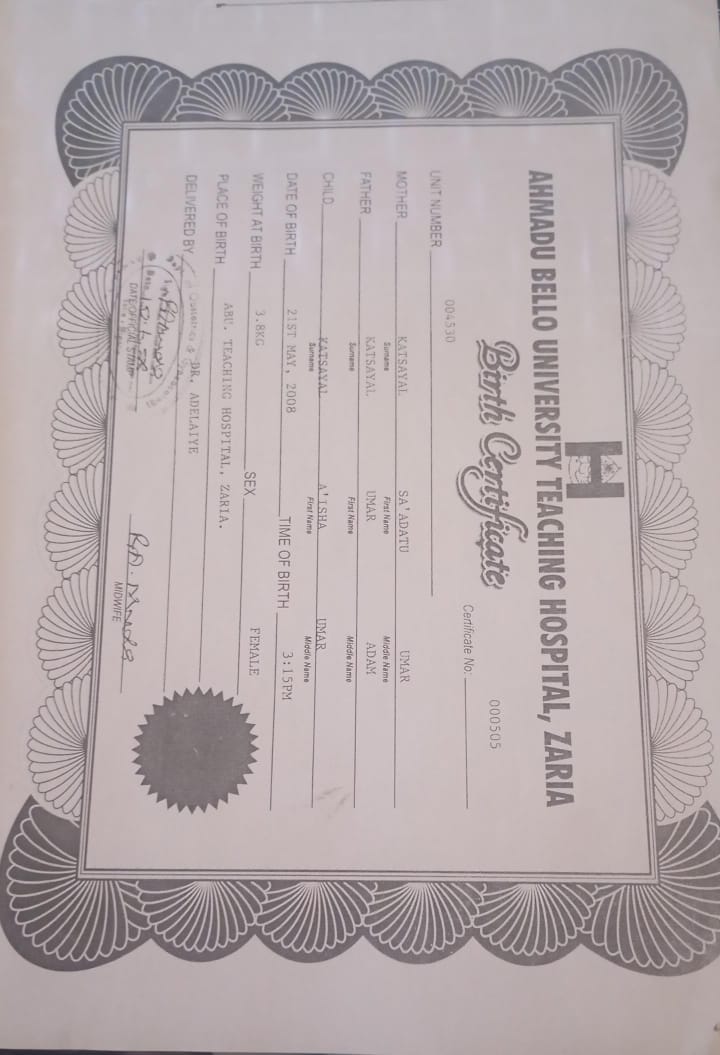 AHMADU BELLO UNIVERSITY TEACHING HOSPITAL, ZARIA
Birth Certificate
Certificate No: 000505
UNIT NUMBER 004530
MOTHER KATSAYAL SA'ADATU UMAR
Surname First Name Middle Name
FATHER KATSAYAL UMAR ADAM
Surname First Name Middle Name
CHILD KATSAYAL A'ISHA UMAR
Surname First Name Middle Name
DATE OF BIRTH 21ST MAY, 2008 TIME OF BIRTH 3:15PM
WEIGHT AT BIRTH 3.8KG SEX FEMALE
PLACE OF BIRTH ABU. TEACHING HOSPITAL, ZARIA.
DELIVERED BY DR. ADELAIYE
DATE/OFFICIAL STAMP
MIDWIFE